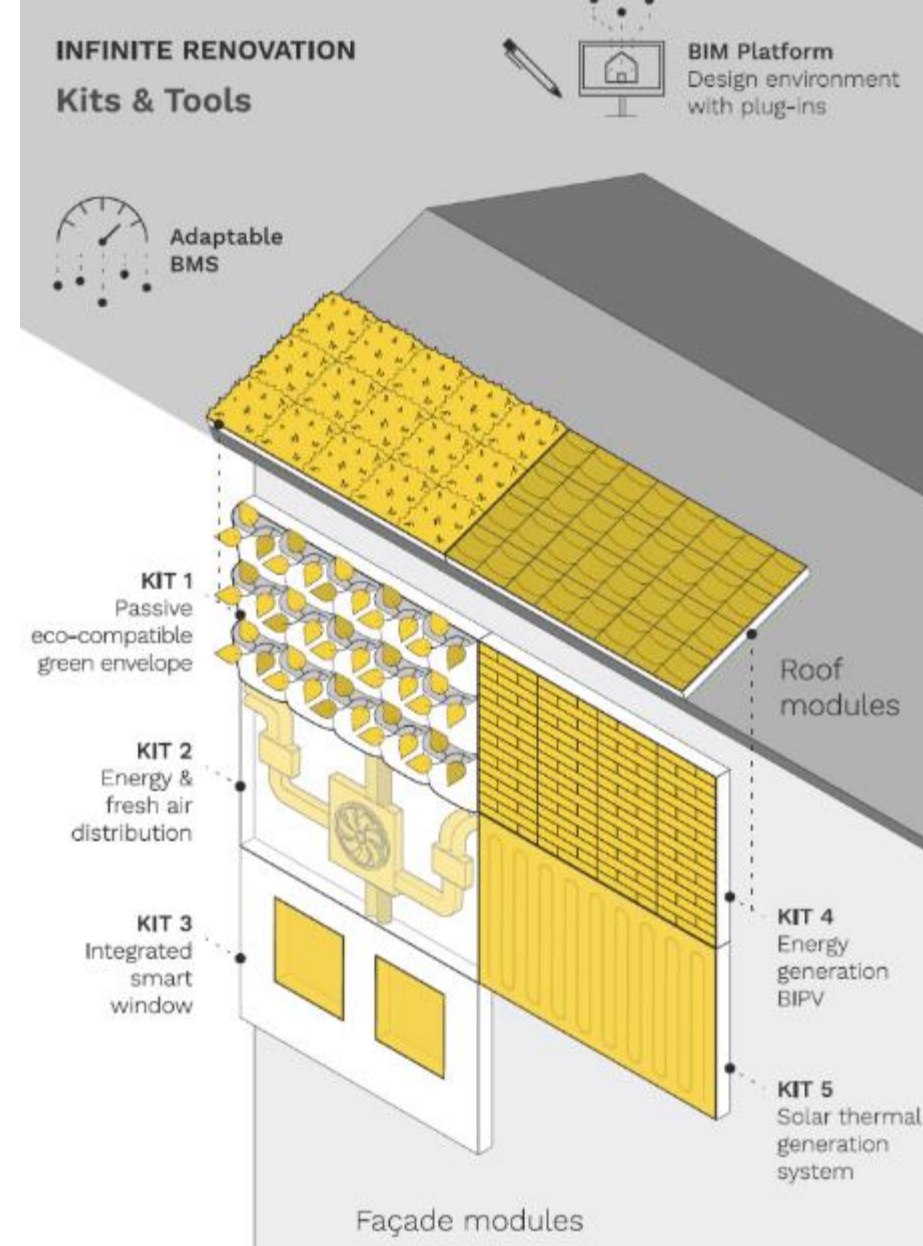 INFINITE RENOVATION
Kits & Tools
BIM Platform
Design environment
with plug-ins
Adaptable
BMS
KIT 1
Passive
eco-compatible
green envelope
KIT 2
Energy &
fresh air
distribution
KIT 3
Integrated
smart
window
Roof
modules
KIT 4
Energy
generation
BIPV
KIT 5
Solar thermal
generation
system
Façade modules